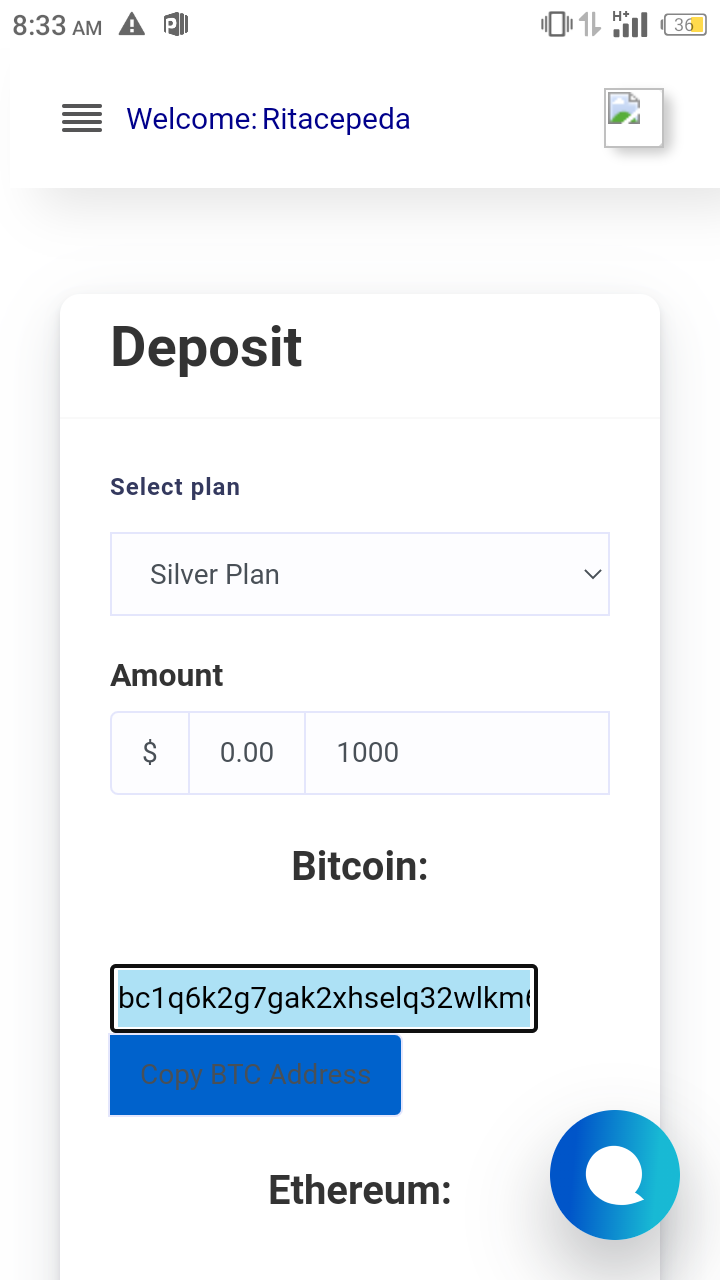 8:33 AM
H+
36
Welcome: Ritacepeda
Deposit
Select plan
Silver Plan
Amount
$ 0.00 1000
Bitcoin:
bc1q6k2g7gak2xhselq32wlkm
Copy BTC Address
Ethereum: